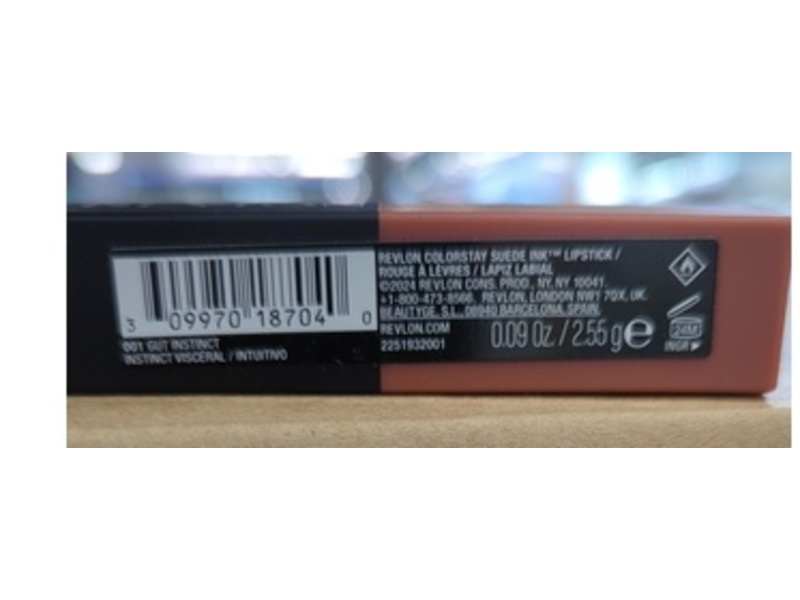 3 09970 18704 0
001 GUT INSTINCT
INSTINCT VISCÉRAL / INTUITIVO
REVLON COLORSTAY SUEDE INK™ LIPSTICK /
ROUGE À LÈVRES / LAPIZ LABIAL
©2024 REVLON CONS. PROD., NY, NY 10041.
+1-800-473-8566. REVLON, LONDON NW1 7QX, UK.
BEAUTYGE, S.L. 08940 BARCELONA, SPAIN.
REVLON.COM
2251932001
0.09 Oz. / 2.55 g ℮
24M
INGR ▶